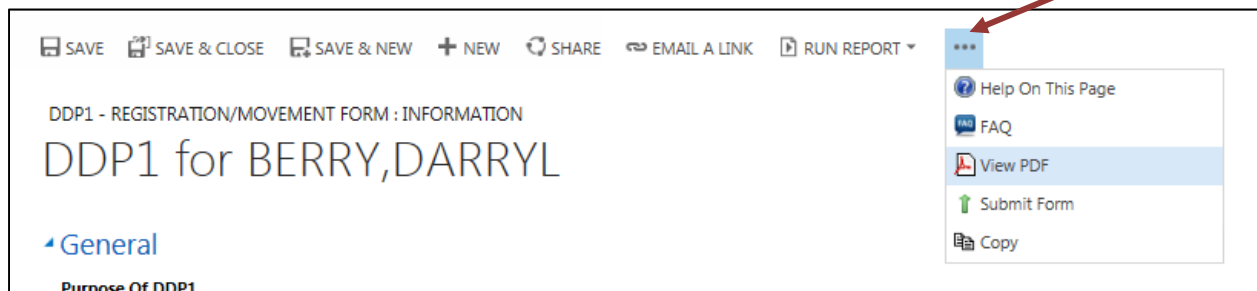 SAVE SAVE & CLOSE SAVE & NEW NEW SHARE EMAIL A LINK RUN REPORT
Help On This Page
DDP1 - REGISTRATION/MOVEMENT FORM : INFORMATION
FAQ FAQ
DDP1 for BERRY,DARRYL
View PDF
Submit Form
General
Copy
Purpose Of DDP1